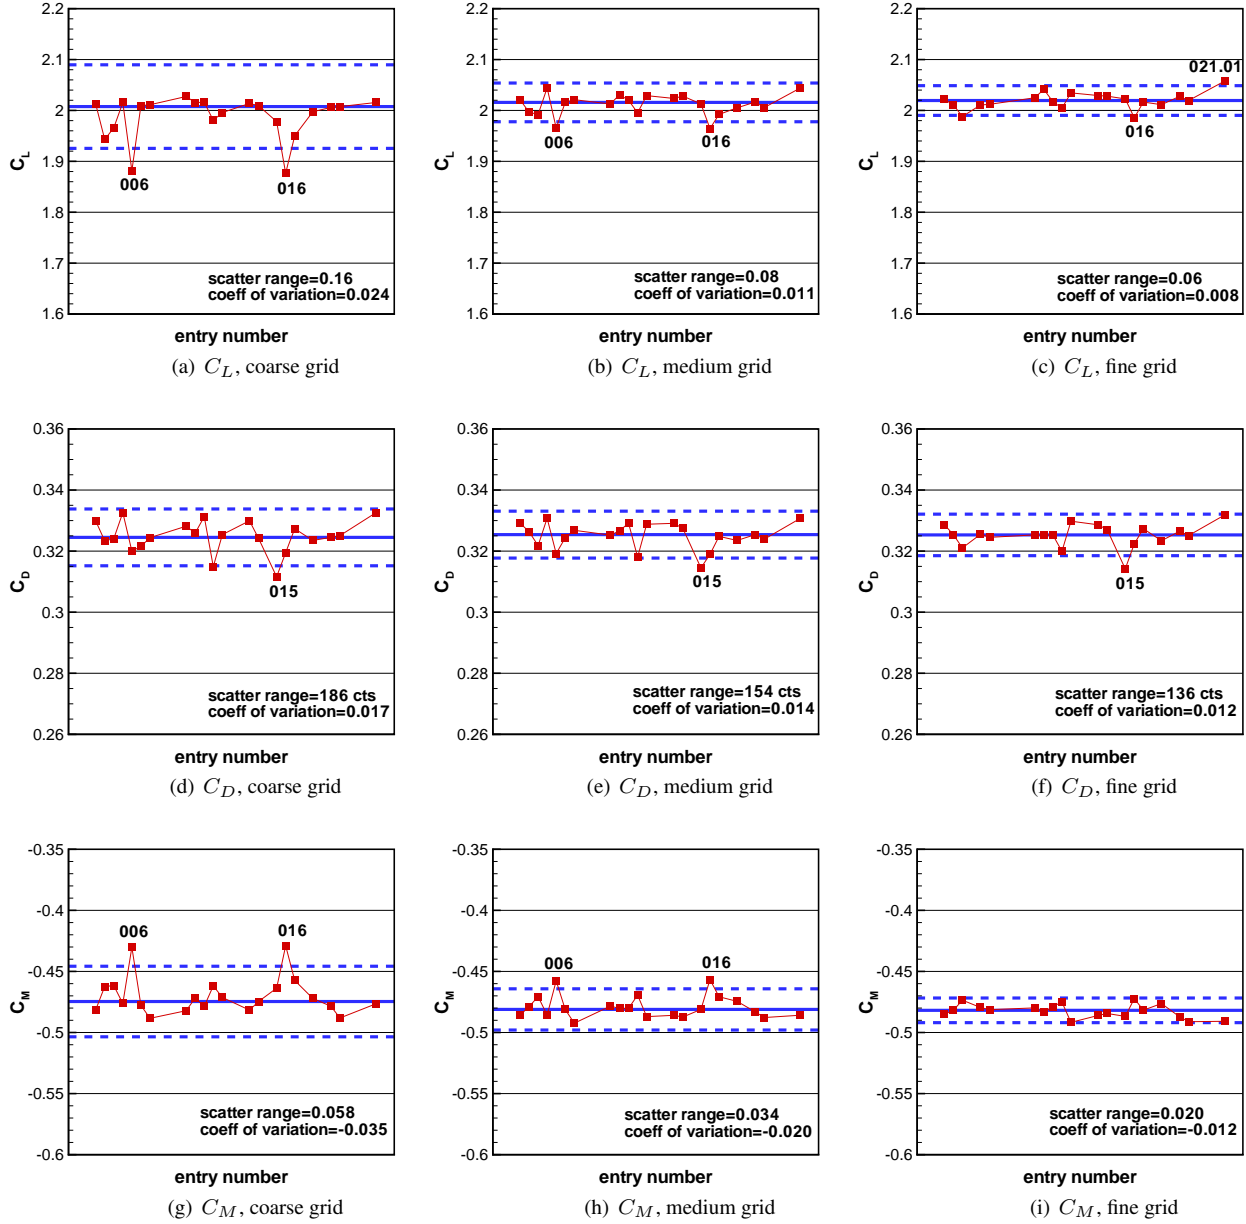 2.2
2.1
2
1.9
1.8
1.7
1.6
C_L
006
016
scatter range=0.16
coeff of variation=0.024
entry number
(a) C_L, coarse grid
2.2
2.1
2
1.9
1.8
1.7
1.6
C_L
006
016
scatter range=0.08
coeff of variation=0.011
entry number
(b) C_L, medium grid
2.2
2.1
2
1.9
1.8
1.7
1.6
C_L
021.01
016
scatter range=0.06
coeff of variation=0.008
entry number
(c) C_L, fine grid
0.36
0.34
0.32
0.3
0.28
0.26
C_D
015
scatter range=186 cts
coeff of variation=0.017
entry number
(d) C_D, coarse grid
0.36
0.34
0.32
0.3
0.28
0.26
C_D
015
scatter range=154 cts
coeff of variation=0.014
entry number
(e) C_D, medium grid
0.36
0.34
0.32
0.3
0.28
0.26
C_D
015
scatter range=136 cts
coeff of variation=0.012
entry number
(f) C_D, fine grid
-0.35
-0.4
-0.45
-0.5
-0.55
-0.6
C_M
006
016
scatter range=0.058
coeff of variation=-0.035
entry number
(g) C_M, coarse grid
-0.35
-0.4
-0.45
-0.5
-0.55
-0.6
C_M
006
016
scatter range=0.034
coeff of variation=-0.020
entry number
(h) C_M, medium grid
-0.35
-0.4
-0.45
-0.5
-0.55
-0.6
C_M
scatter range=0.020
coeff of variation=-0.012
entry number
(i) C_M, fine grid